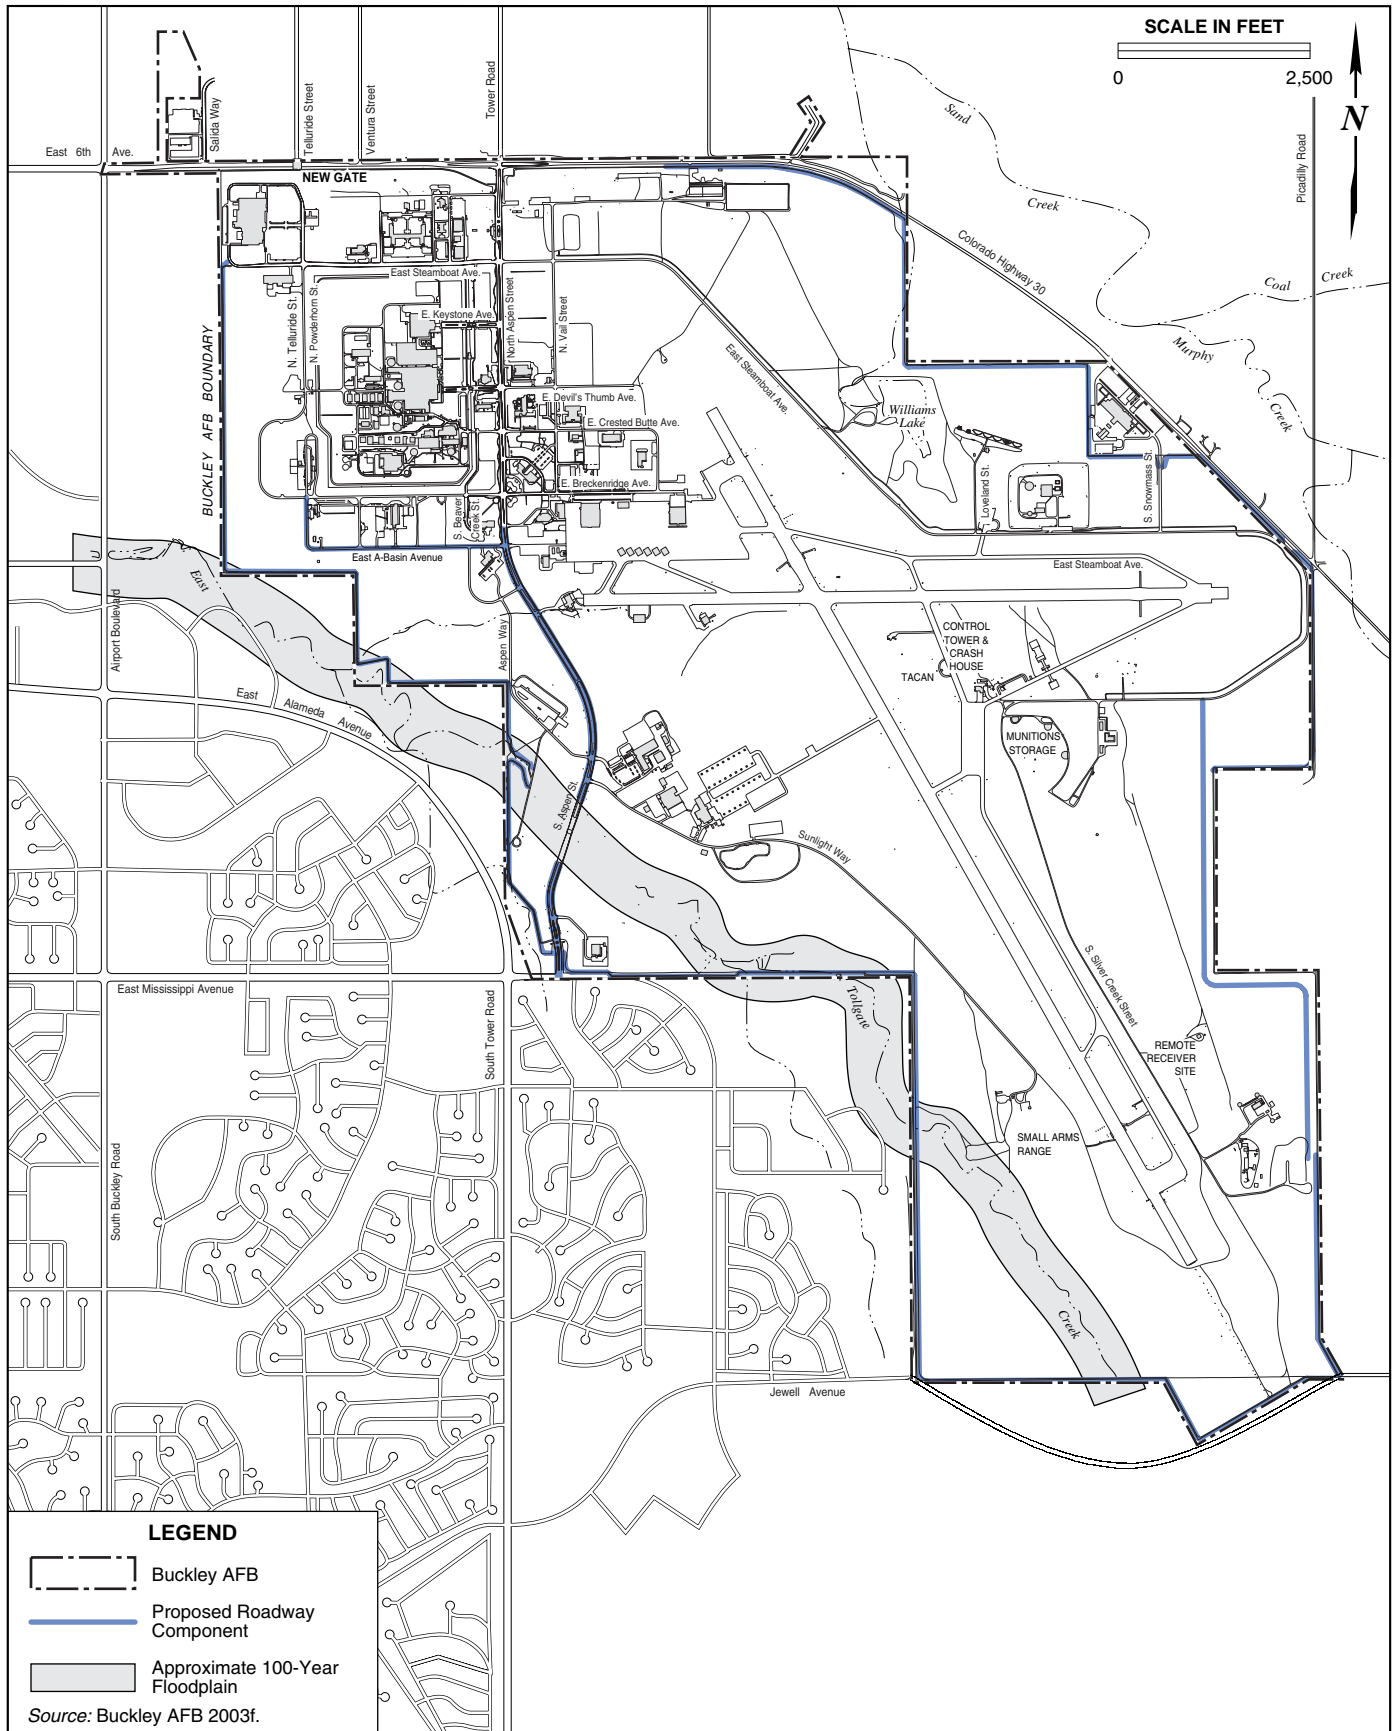 SCALE IN FEET
0 2,500
N
Sand
Creek
Picadilly Road
Salida Way
Telluride Street
Ventura Street
Tower Road
East 6th Ave.
NEW GATE
Colorado Highway 30
Coal Creek
Murphy
Creek
East Steamboat Ave.
E. Keystone Ave.
N. Telluride St.
N. Powderhorn St.
North Aspen Street
N. Vail Street
BUCKLEY AFB BOUNDARY
East Steamboat Ave.
E. Devil's Thumb Ave.
E. Crested Butte Ave.
Williams
Lake
E. Breckenridge Ave.
S. Beaver
Creek St.
Loveland St.
S. Snowmass St.
East A-Basin Avenue
East Steamboat Ave.
East
Airport Boulevard
Aspen Way
CONTROL
TOWER &
CRASH
HOUSE
TACAN
East
Alameda Avenue
MUNITIONS
STORAGE
S. Aspen St.
Sunlight Way
S. Silver Creek Street
East Mississippi Avenue
Tollgate
South Tower Road
REMOTE
RECEIVER
SITE
SMALL ARMS
RANGE
South Buckley Road
Creek
Jewell Avenue
LEGEND
Buckley AFB
Proposed Roadway
Component
Approximate 100-Year
Floodplain
Source: Buckley AFB 2003f.